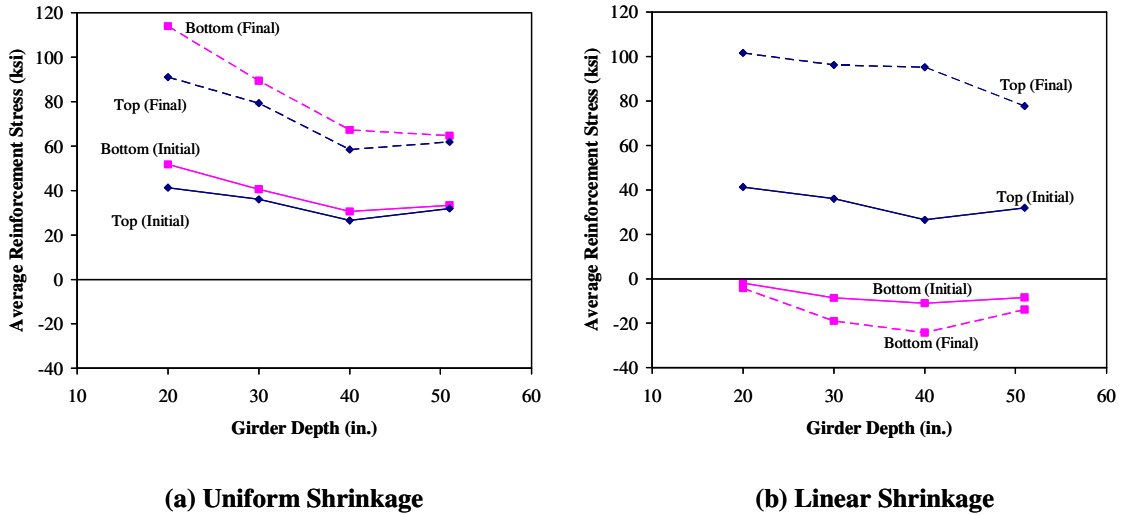 120
100
80
60
40
20
0
-20
-40
Average Reinforcement Stress (ksi)
Bottom (Final)
Top (Final)
Bottom (Initial)
Top (Initial)
10 20 30 40 50 60
Girder Depth (in.)
(a) Uniform Shrinkage
120
100
80
60
40
20
0
-20
-40
Average Reinforcement Stress (ksi)
Top (Final)
Top (Initial)
Bottom (Initial)
Bottom (Final)
10 20 30 40 50 60
Girder Depth (in.)
(b) Linear Shrinkage